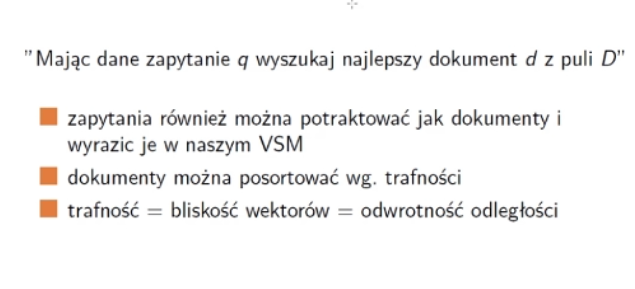 "Mając dane zapytanie q wyszukaj najlepszy dokument d z puli D"
zapytania również można potraktować jak dokumenty i
wyrazic je w naszym VSM
dokumenty można posortować wg. trafności
trafność = bliskość wektorów = odwrotność odległości